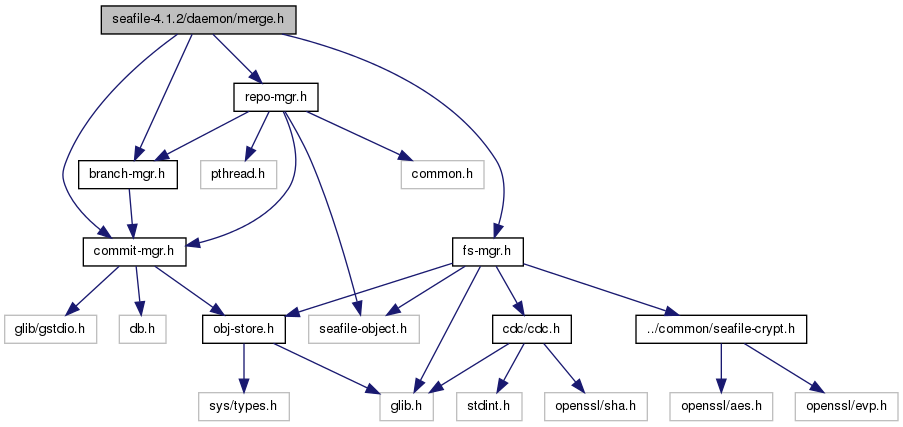 seafile-4.1.2/daemon/merge.h
repo-mgr.h
branch-mgr.h
pthread.h
common.h
commit-mgr.h
fs-mgr.h
glib/gstdio.h
db.h
obj-store.h
seafile-object.h
cdc/cdc.h
../common/seafile-crypt.h
sys/types.h
glib.h
stdint.h
openssl/sha.h
openssl/aes.h
openssl/evp.h